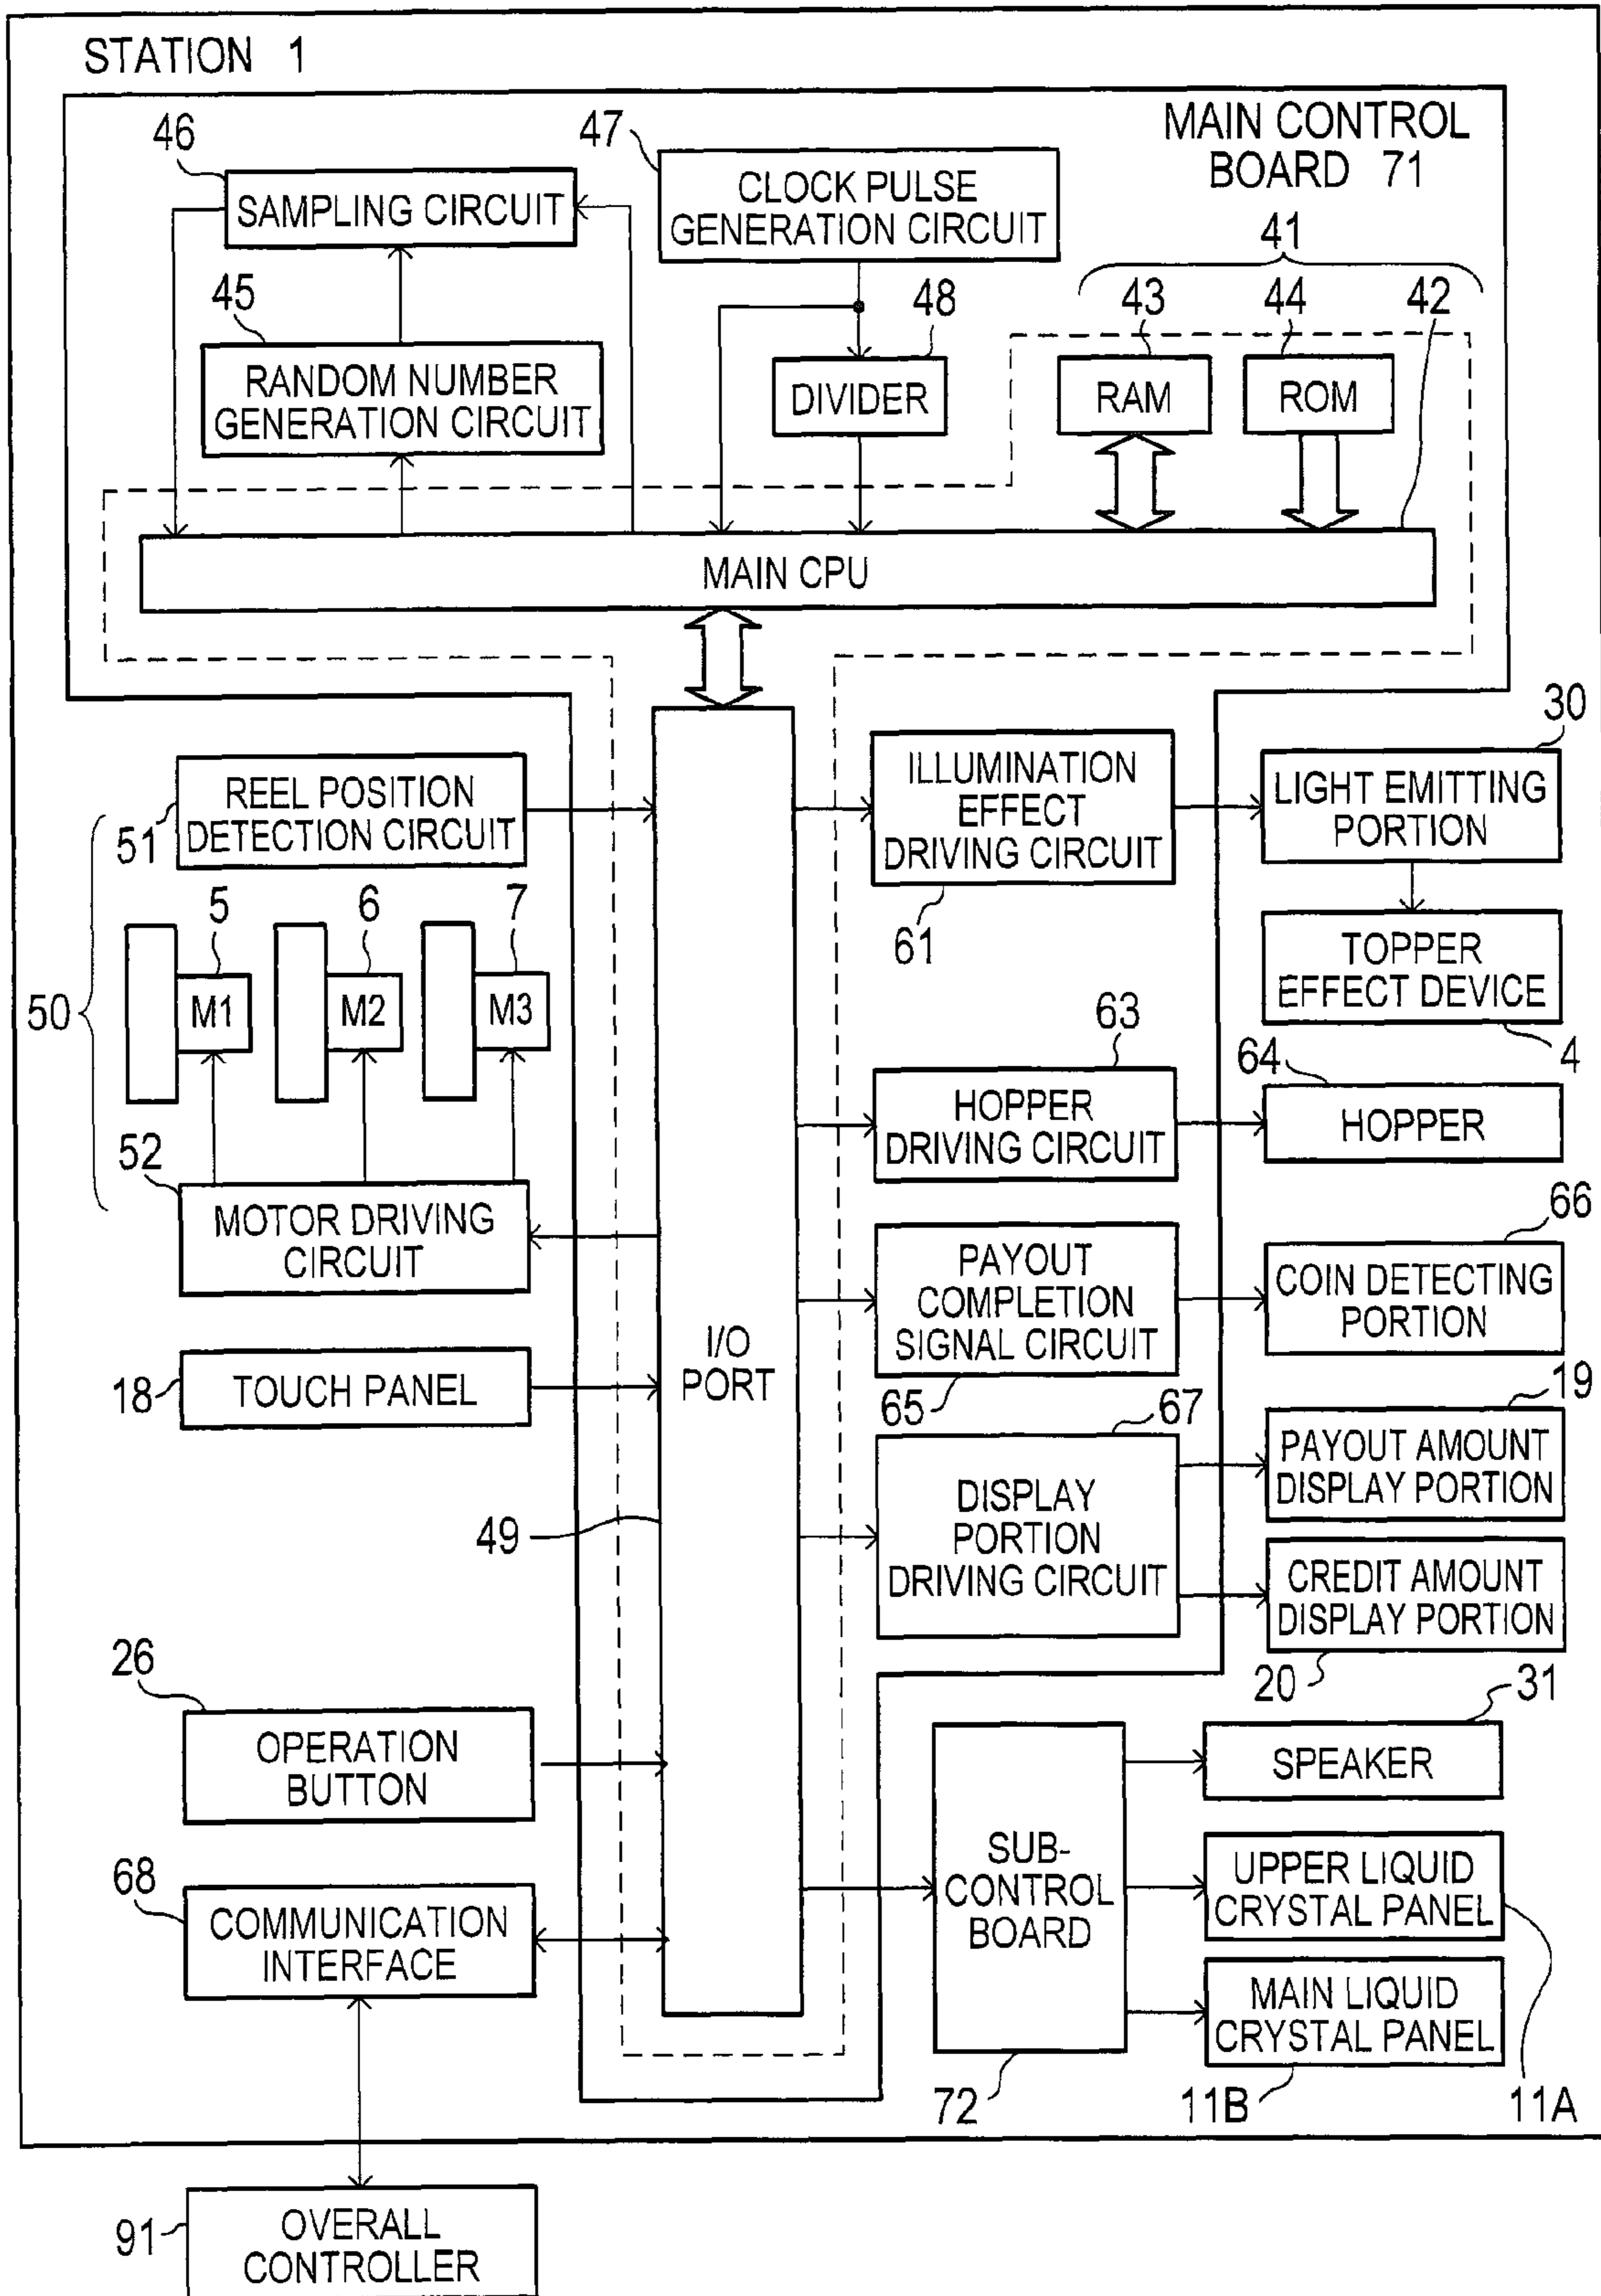 STATION 1
MAIN CONTROL
BOARD 71
46
SAMPLING CIRCUIT
47
CLOCK PULSE
GENERATION CIRCUIT
41
45
RANDOM NUMBER
GENERATION CIRCUIT
48
DIVIDER
43
RAM
44
ROM
42
MAIN CPU
51
REEL POSITION
DETECTION CIRCUIT
50
5
M1
6
M2
7
M3
52
MOTOR DRIVING
CIRCUIT
18
TOUCH PANEL
I/O
PORT
49
26
OPERATION
BUTTON
68
COMMUNICATION
INTERFACE
91
OVERALL
CONTROLLER
ILLUMINATION
EFFECT
DRIVING CIRCUIT
61
30
LIGHT EMITTING
PORTION
TOPPER
EFFECT DEVICE
4
63
HOPPER
DRIVING CIRCUIT
64
HOPPER
PAYOUT
COMPLETION
SIGNAL CIRCUIT
65
66
COIN DETECTING
PORTION
67
DISPLAY
PORTION
DRIVING CIRCUIT
19
PAYOUT AMOUNT
DISPLAY PORTION
CREDIT AMOUNT
DISPLAY PORTION
20
SUB-
CONTROL
BOARD
72
31
SPEAKER
UPPER LIQUID
CRYSTAL PANEL
11A
MAIN LIQUID
CRYSTAL PANEL
11B